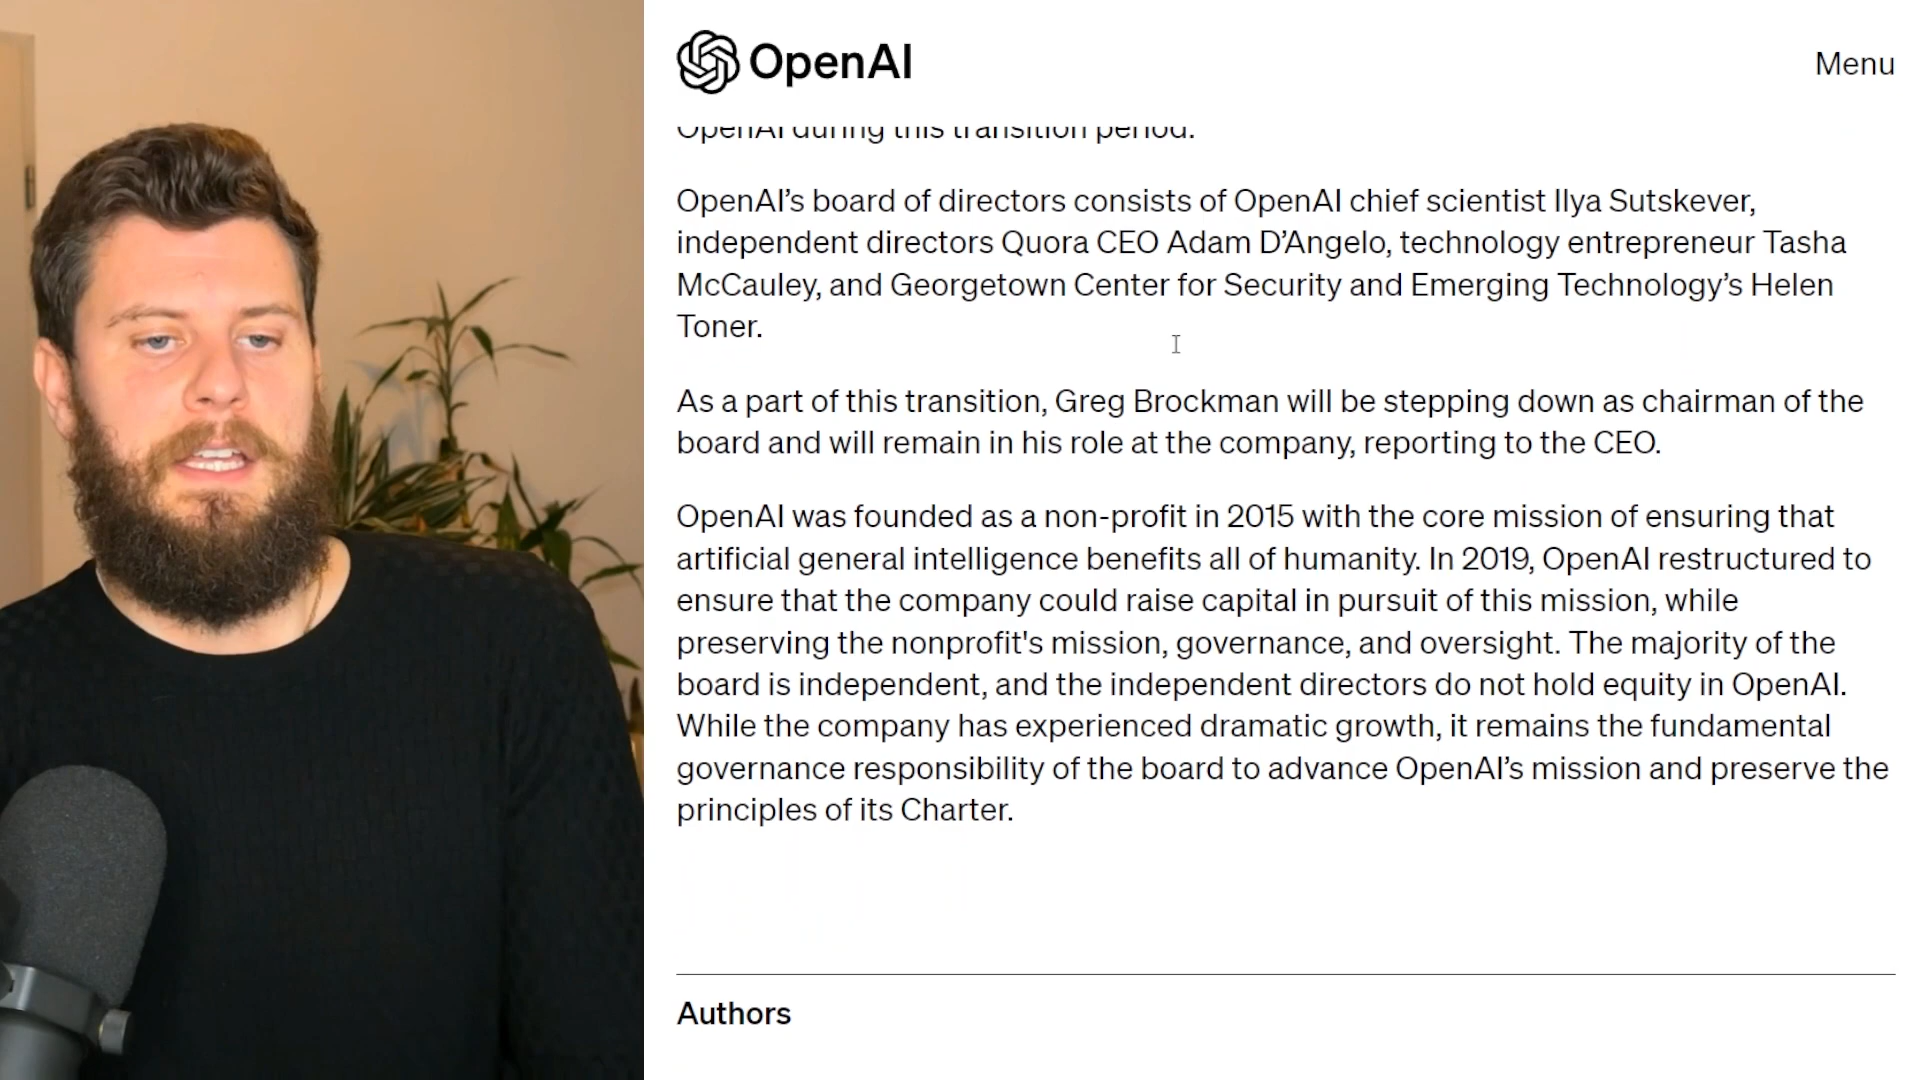 OpenAI
Menu
OpenAI during this transition period.
OpenAI’s board of directors consists of OpenAI chief scientist Ilya Sutskever,
independent directors Quora CEO Adam D’Angelo, technology entrepreneur Tasha
McCauley, and Georgetown Center for Security and Emerging Technology’s Helen
Toner.
As a part of this transition, Greg Brockman will be stepping down as chairman of the
board and will remain in his role at the company, reporting to the CEO.
OpenAI was founded as a non-profit in 2015 with the core mission of ensuring that
artificial general intelligence benefits all of humanity. In 2019, OpenAI restructured to
ensure that the company could raise capital in pursuit of this mission, while
preserving the nonprofit's mission, governance, and oversight. The majority of the
board is independent, and the independent directors do not hold equity in OpenAI.
While the company has experienced dramatic growth, it remains the fundamental
governance responsibility of the board to advance OpenAI’s mission and preserve the
principles of its Charter.
Authors